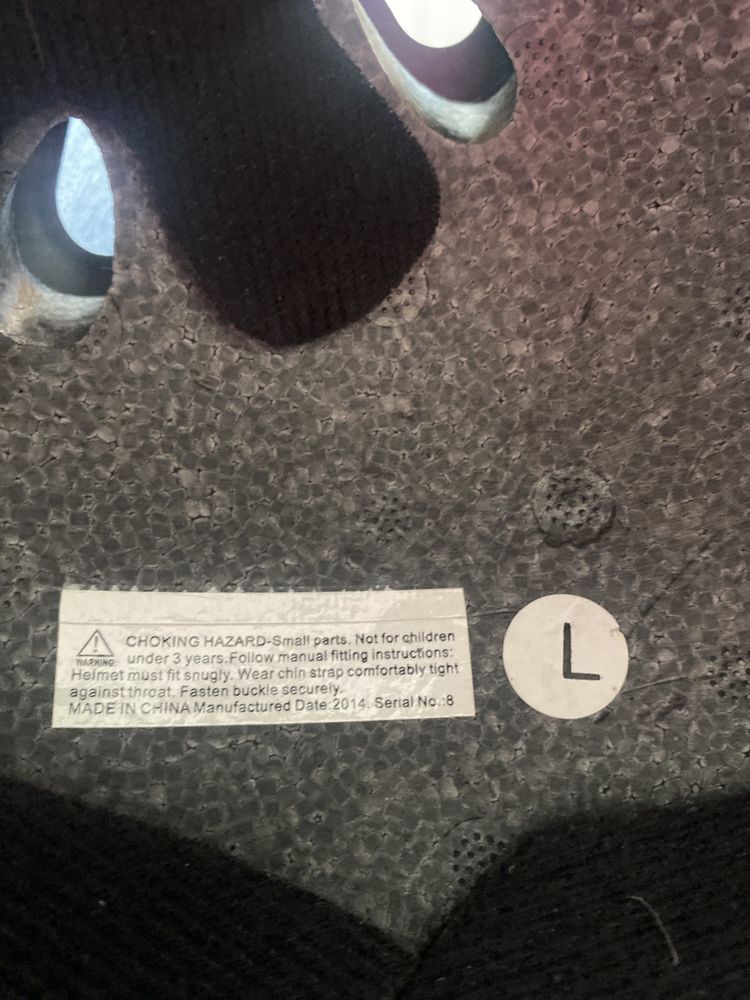 CHOKING HAZARD-Small parts. Not for children
WARNING: under 3 years.Follow manual fitting instructions:
Helmet must fit snugly. Wear chin strap comfortably tight
against throat. Fasten buckle securely.
MADE IN CHINA Manufactured Date:2014. Serial No.:8
L